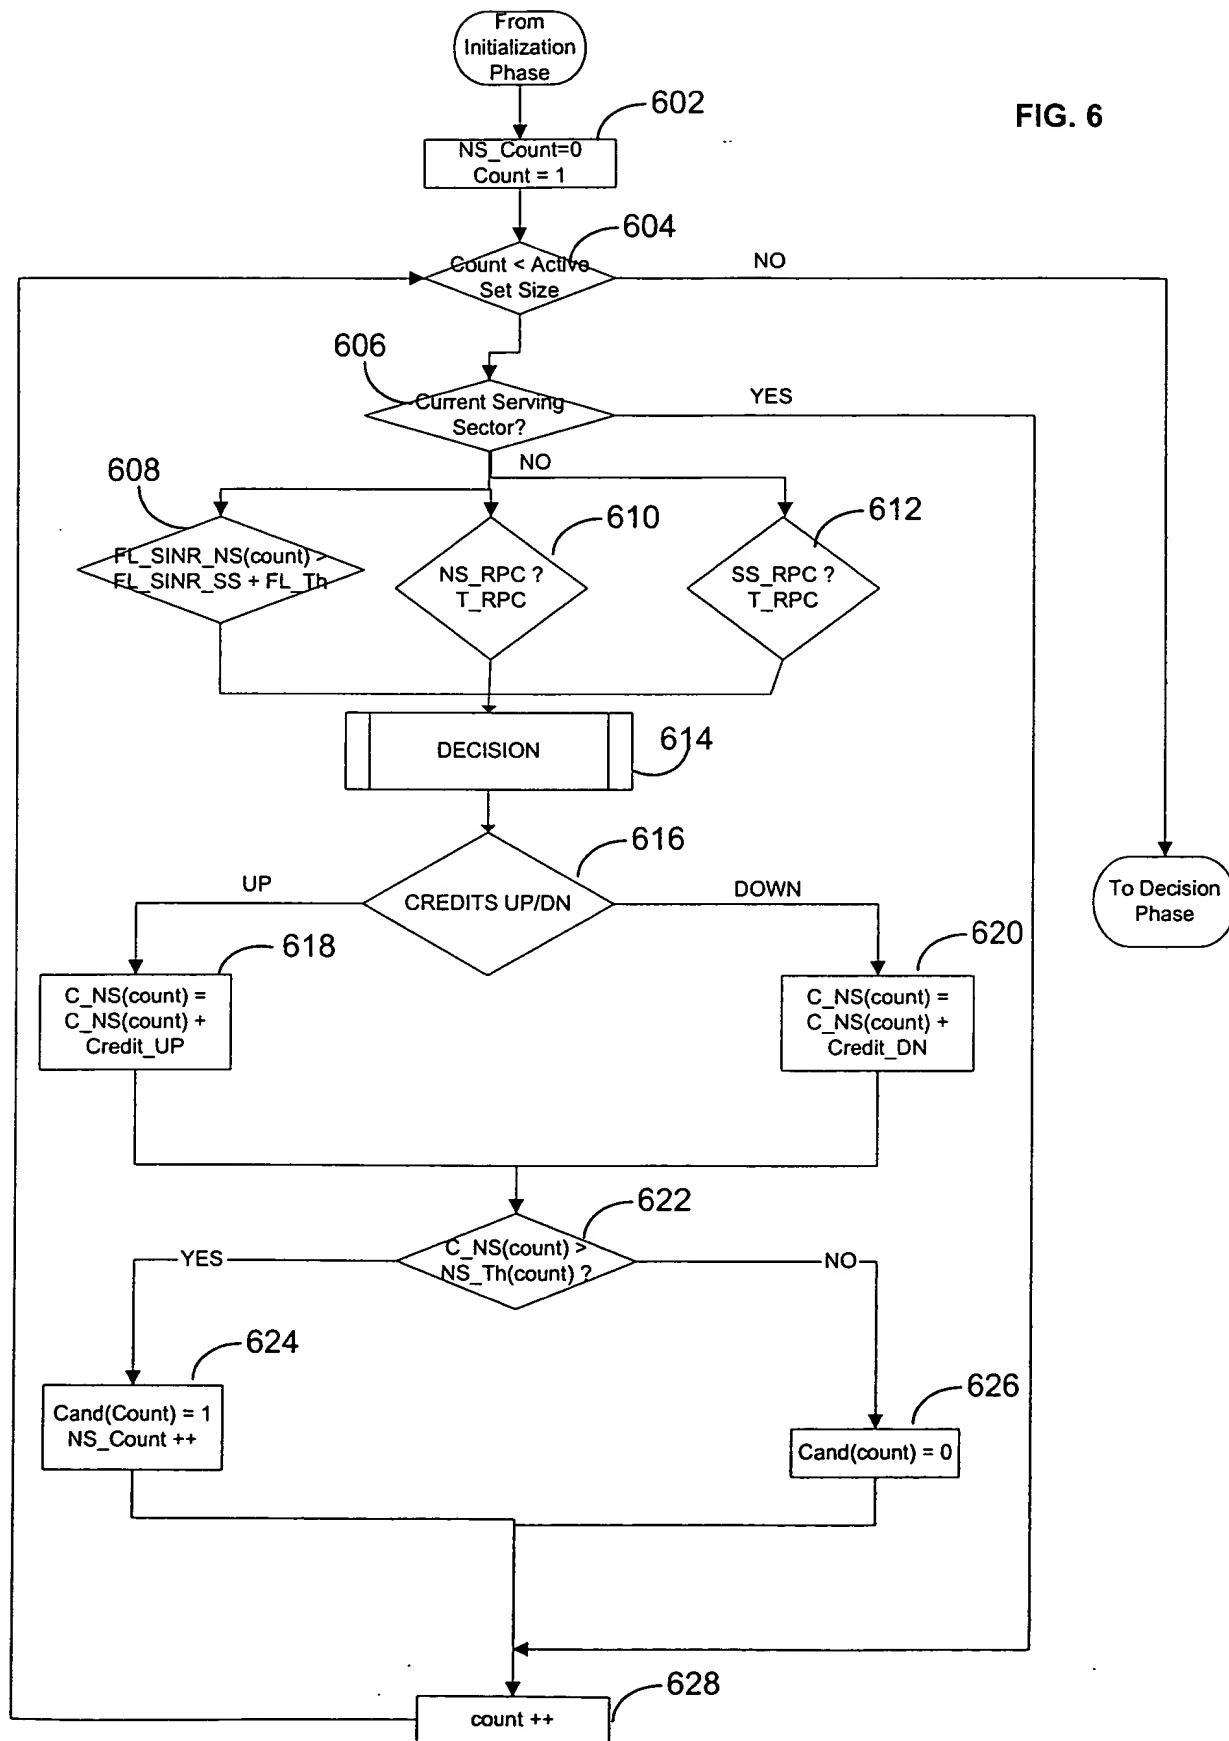 From
Initialization
Phase
602
FIG. 6
NS_Count=0
Count = 1
604
Count < Active
Set Size
NO
606
Current Serving
Sector?
YES
NO
608
610
612
FL_SINR_NS(count) >
FL_SINR_SS + FL_Th
NS_RPC ?
T_RPC
SS_RPC ?
T_RPC
DECISION
614
616
UP
CREDITS UP/DN
DOWN
To Decision
Phase
618
620
C_NS(count) =
C_NS(count) +
Credit_UP
C_NS(count) =
C_NS(count) +
Credit_DN
622
YES
C_NS(count) >
NS_Th(count) ?
NO
624
Cand(Count) = 1
NS_Count ++
626
Cand(count) = 0
628
count ++